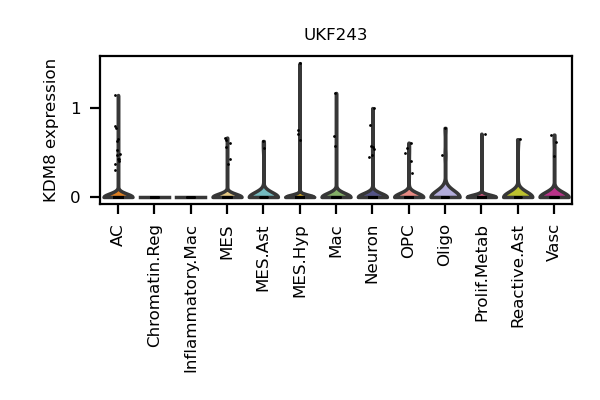 UKF243
KDM8 expression
1
0
AC
Chromatin.Reg
Inflammatory.Mac
MES
MES.Ast
MES.Hyp
Mac
Neuron
OPC
Oligo
Prolif.Metab
Reactive.Ast
Vasc